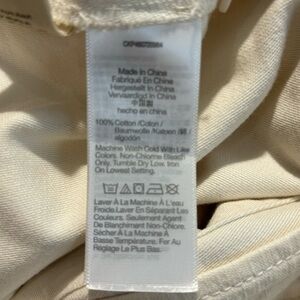 Made In China
Fabriqué En China
Hergestellt in China
Vervaardigd In China
中国製
hecho en china
100% Cotton /Coton /
Baumwolle /Katoen /綿
algodón
Machine Wash Cold With Like
Colors. Non-Chlorine Bleach
Only. Tumble Dry Low. Iron
On Lowest Setting.
Laver À La Machine À L'eau
Froide.Laver En Séparant Les
Couleurs. Seulement Agent
De Blanchiment Non-Chlore.
Sécher À La Machine À
Basse Température. Fer Au
Réglage Le Plus Bas.